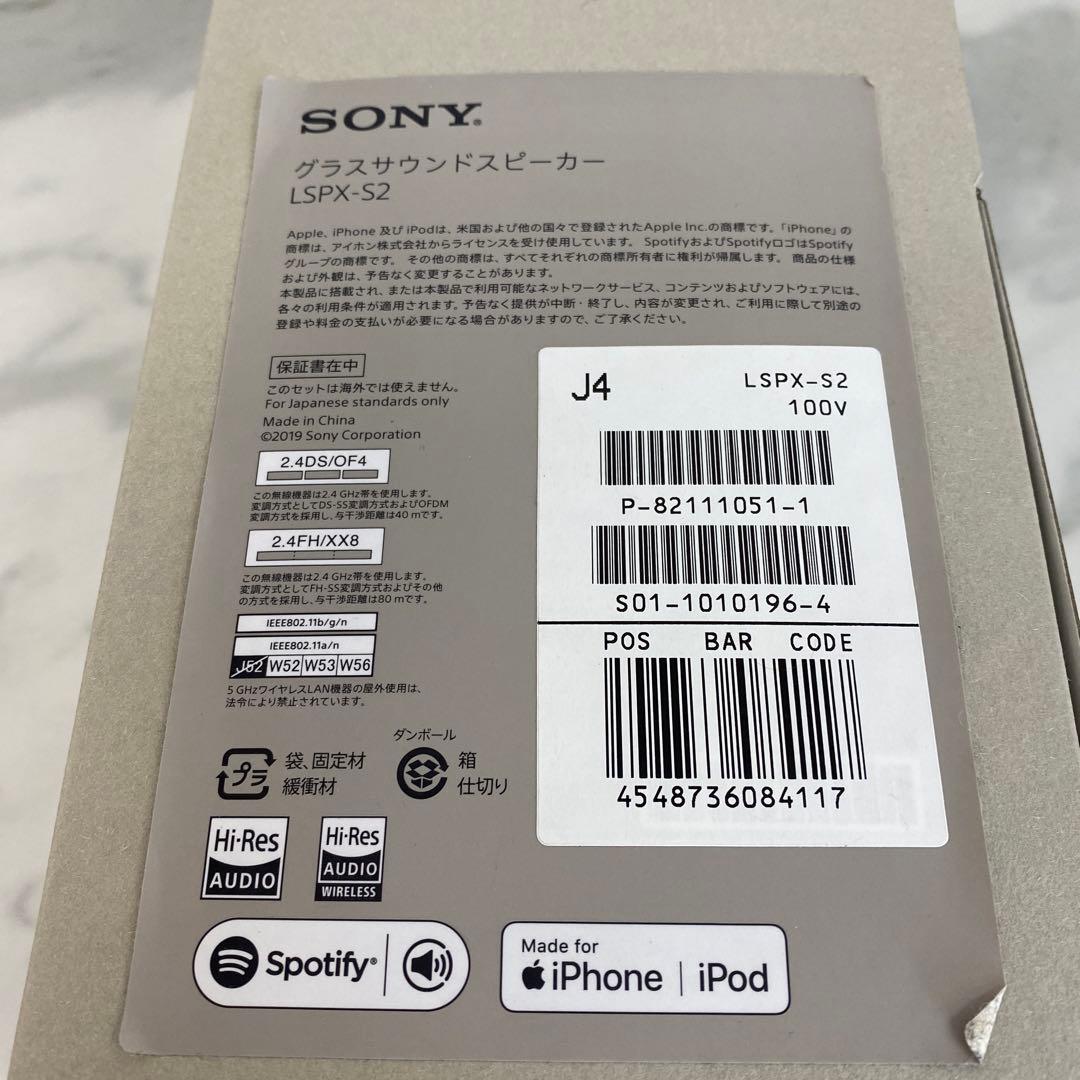 SONY®
グラスサウンドスピーカー
LSPX-S2
Apple、iPhone 及び iPodは、米国および他の国々で登録されたApple Inc.の商標です。「iPhone」の
商標は、アイホン株式会社からライセンスを受け使用しています。 SpotifyおよびSpotifyロゴはSpotify
グループの商標です。 その他の商標は、すべてそれぞれの商標所有者に権利が帰属します。 商品の仕様
および外観は、予告なく変更することがあります。
本製品に搭載され、または本製品で利用可能なネットワークサービス、コンテンツおよびソフトウェアには、
各々の利用条件が適用されます。予告なく提供が中断・終了し、内容が変更され、ご利用に際して別途の
登録や料金の支払いが必要になる場合がありますので、ご了承ください。
保証書在中
このセットは海外では使えません。
For Japanese standards only
Made in China
©2019 Sony Corporation
2.4DS/OF4
この無線機器は2.4 GHz帯を使用します。
変調方式としてDS-SS変調方式およびOFDM
変調方式を採用し、与干渉距離は40 mです。
2.4FH/XX8
この無線機器は2.4 GHz帯を使用します。
変調方式としてFH-SS変調方式およびその他
の方式を採用し、与干渉距離は80 mです。
IEEE802.11b/g/n
IEEE802.11a/n
J52 W52 W53 W56
5 GHzワイヤレスLAN機器の屋外使用は、
法令により禁止されています。
プラ
袋、固定材
緩衝材
ダンボール
箱
仕切り
Hi-Res
AUDIO
Hi-Res
AUDIO
WIRELESS
Spotify®
Made for
iPhone | iPod
J4
LSPX-S2
100V
P-82111051-1
S01-1010196-4
POS BAR CODE
4548736084117